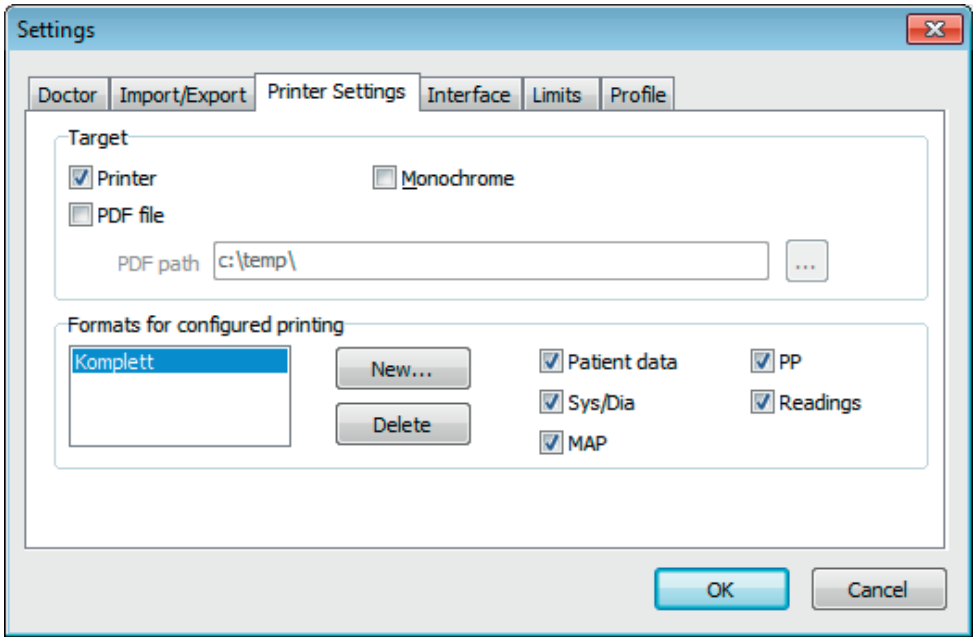 Settings
Doctor Import/Export Printer Settings Interface Limits Profile
Target
Printer Monochrome
PDF file
PDF path c:\temp\ ...
Formats for configured printing
Komplett New... Patient data PP
Sys/Dia Readings
Delete
MAP
OK Cancel